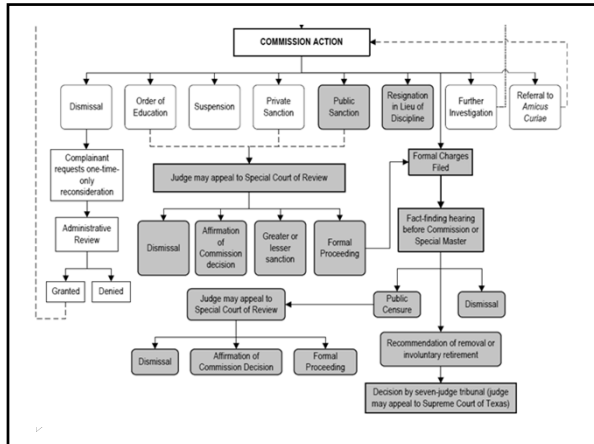 COMMISSION ACTION
Dismissal
Order of
Education
Suspension
Private
Sanction
Public
Sanction
Resignation
in Lieu of
Discipline
Further
Investigation
Referral to
Amicus
Curiae
Complainant
requests one-time-
only
reconsideration
Judge may appeal to Special Court of Review
Formal Charges
Filed
Administrative
Review
Dismissal
Affirmation
of
Commission
decision
Greater or
lesser
sanction
Formal
Proceeding
Fact-finding hearing
before Commission or
Special Master
Granted
Denied
Judge may appeal to
Special Court of Review
Public
Censure
Dismissal
Dismissal
Affirmation of
Commission Decision
Formal
Proceeding
Recommendation of removal or
involuntary retirement
Decision by seven-judge tribunal (judge
may appeal to Supreme Court of Texas)